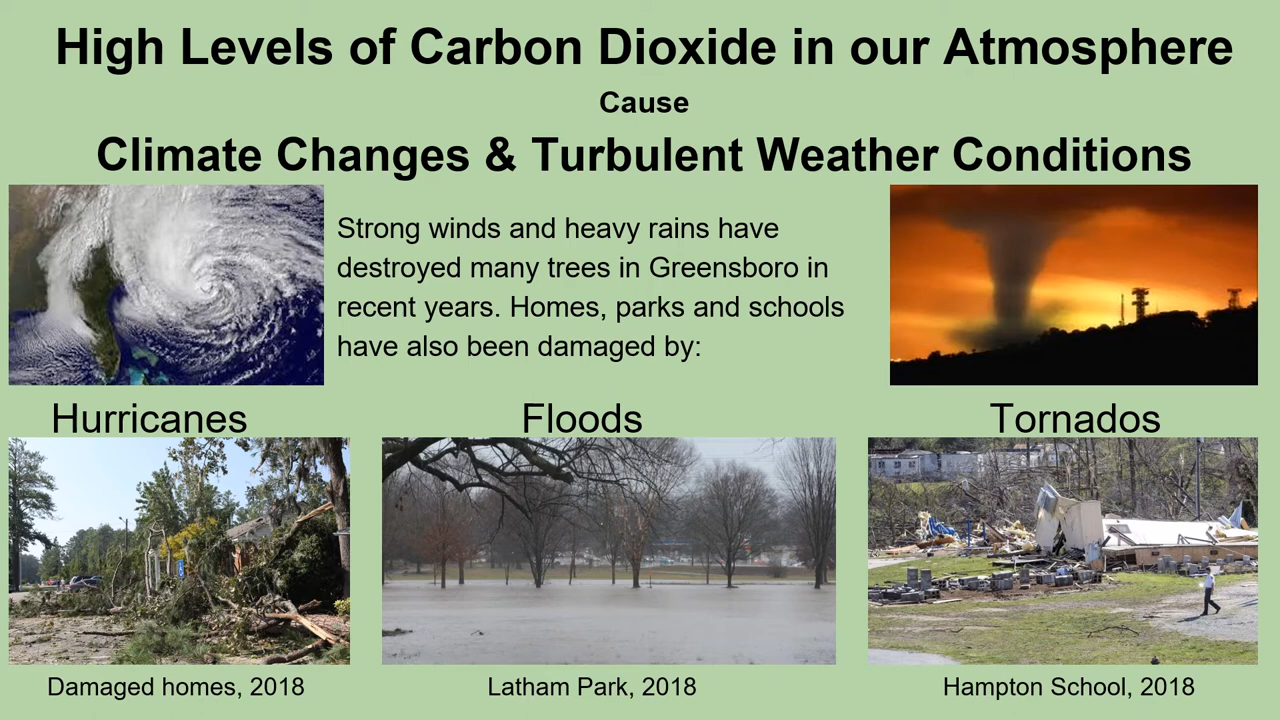 High Levels of Carbon Dioxide in our Atmosphere
Cause
Climate Changes & Turbulent Weather Conditions
Strong winds and heavy rains have
destroyed many trees in Greensboro in
recent years. Homes, parks and schools
have also been damaged by:
Hurricanes
Floods
Tornados
Damaged homes, 2018
Latham Park, 2018
Hampton School, 2018